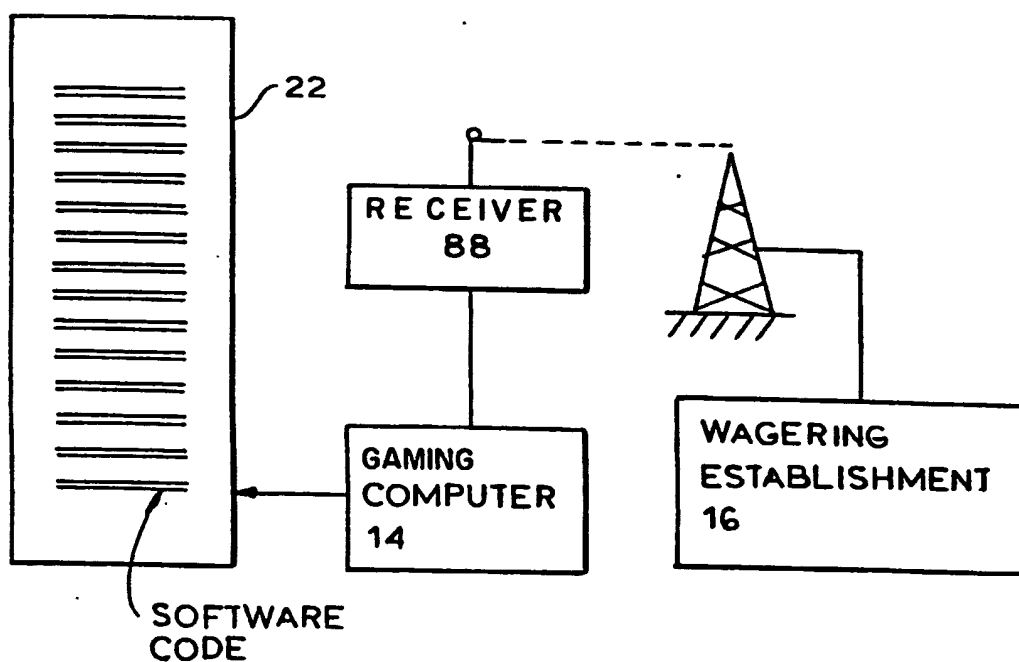 22
RECEIVER
88
GAMING
COMPUTER
14
WAGERING
ESTABLISHMENT
16
SOFTWARE
CODE